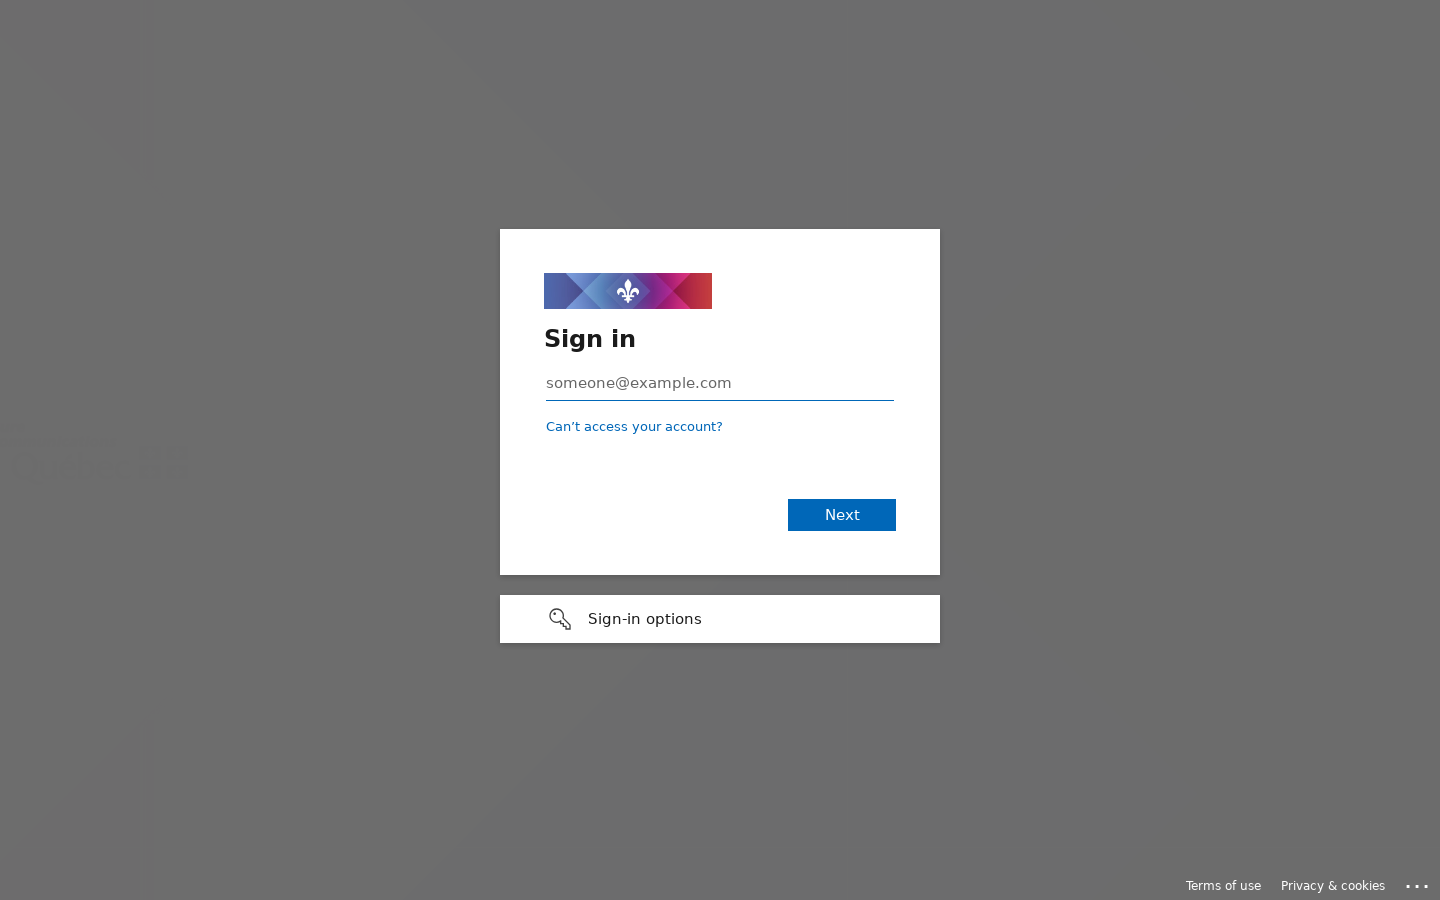 Sign in
someone@example.com
Can’t access your account?
Next
Sign-in options
Terms of use
Privacy & cookies
...